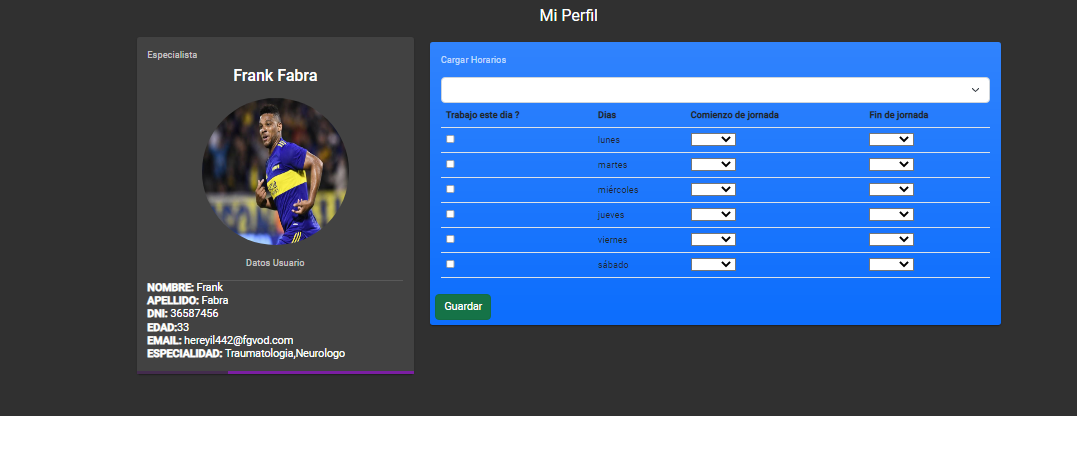 Mi Perfil
Especialista
Frank Fabra
Datos Usuario
NOMBRE: Frank
APELLIDO: Fabra
DNI: 36587456
EDAD:33
EMAIL: hereyil442@fgvod.com
ESPECIALIDAD: Traumatologia,Neurologo
Cargar Horarios
Trabajo este dia ? Dias Comienzo de jornada Fin de jornada
lunes
martes
miércoles
jueves
viernes
sábado
Guardar